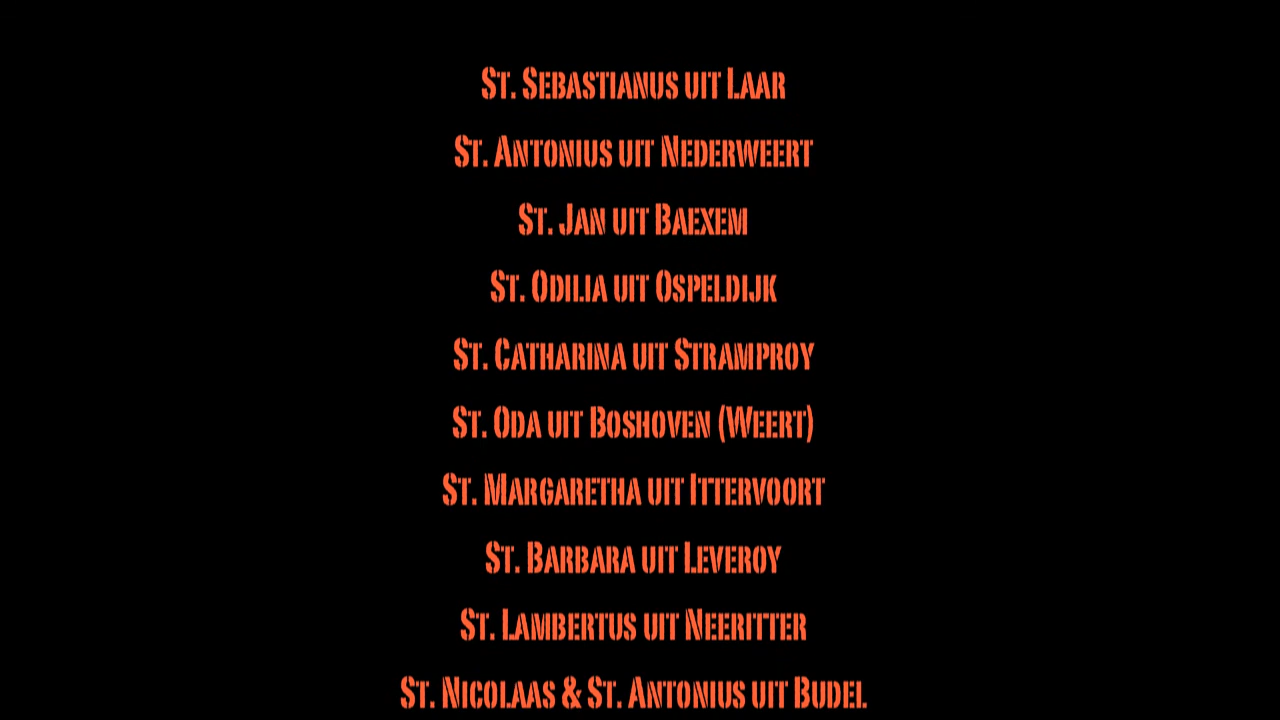 St. Sebastianus uit Laar
St. Antonius uit Nederweert
St. Jan uit Baexem
St. Odilia uit Ospeldijk
St. Catharina uit Stramproy
St. Oda uit Boshoven (Weert)
St. Margaretha uit Ittervoort
St. Barbara uit Leveroy
St. Lambertus uit Neeritter
St. Nicolaas & St. Antonius uit Budel